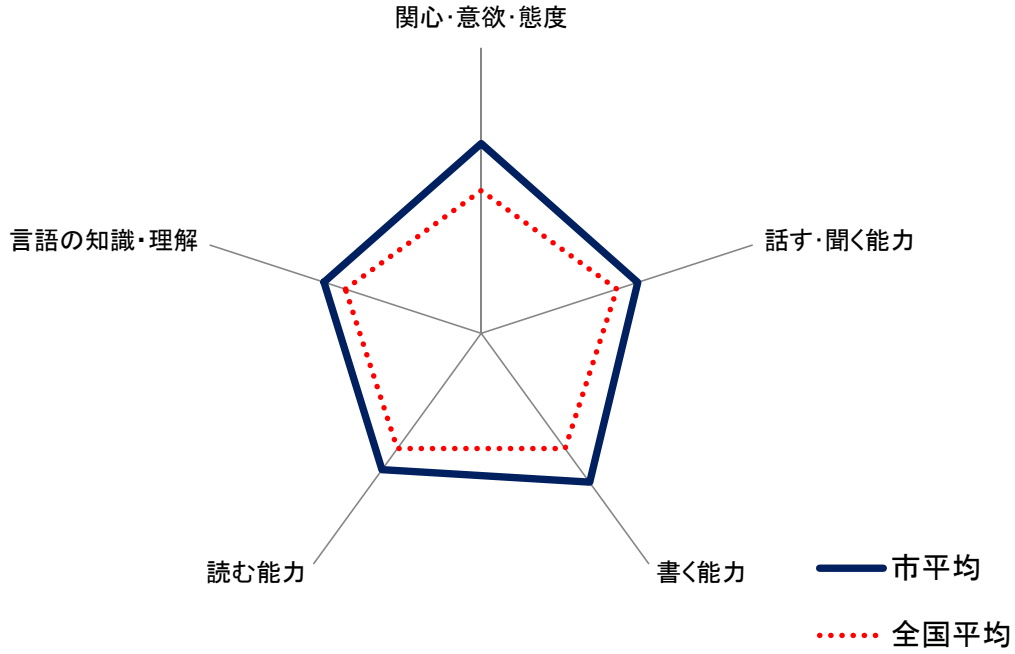 関心・意欲・態度
言語の知識・理解
話す・聞く能力
読む能力
書く能力
市平均
全国平均